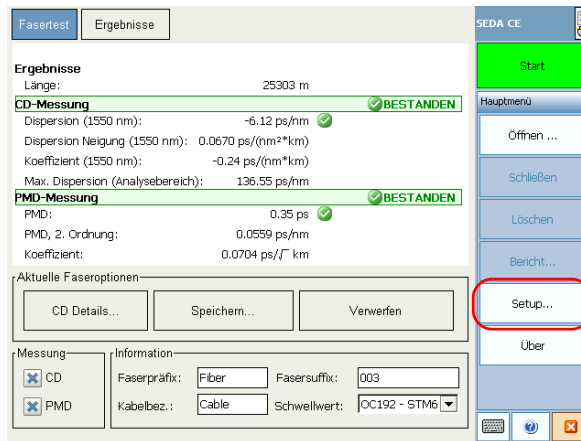 Fasertest Ergebnisse
Ergebnisse
Länge: 25303 m
CD-Messung BESTANDEN
Dispersion (1550 nm): -6.12 ps/nm
Dispersion Neigung (1550 nm): 0.0670 ps/(nm²*km)
Koeffizient (1550 nm): -0.24 ps/(nm*km)
Max. Dispersion (Analysebereich): 136.55 ps/nm
PMD-Messung BESTANDEN
PMD: 0.35 ps
PMD, 2. Ordnung: 0.0559 ps/nm
Koeffizient: 0.0704 ps/√ km
Aktuelle Faseroptionen
CD Details... Speichern... Verwerfen
Messung
CD
PMD
Information
Faserpräfix: Fiber Fasersuffix: 003
Kabelbez.: Cable Schwellwert: OC192 - STM6
SEDA CE
Start
Hauptmenü
Öffnen ...
Schließen
Löschen
Bericht...
Setup...
Über